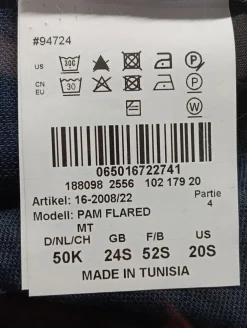 #94724
US
30C
P
CN
EU
30
P
W
065016722741
188098 2556 102 179 20
Artikel: 16-2008/22 Partie
Modell: PAM FLARED 4
MT
D/NL/CH GB F/B US
50K 24S 52S 20S
MADE IN TUNISIA